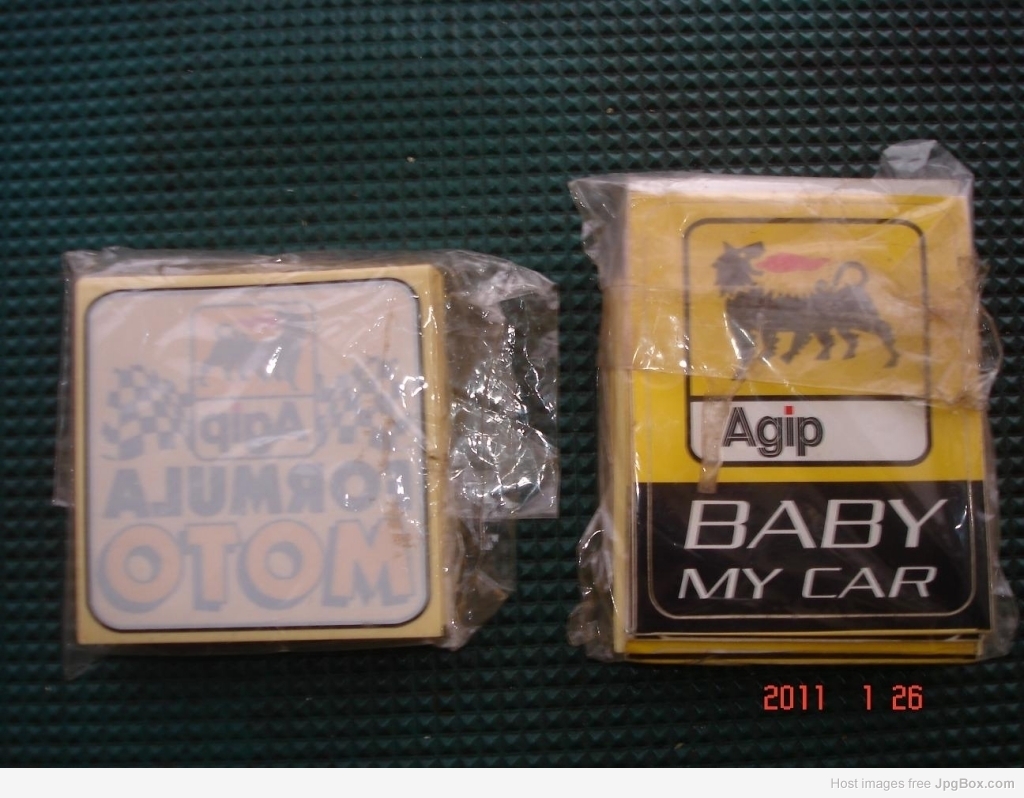 Agip
FORMULA
MOTO
Agip
BABY
MY CAR
2011 1 26
Host images free JpgBox.com